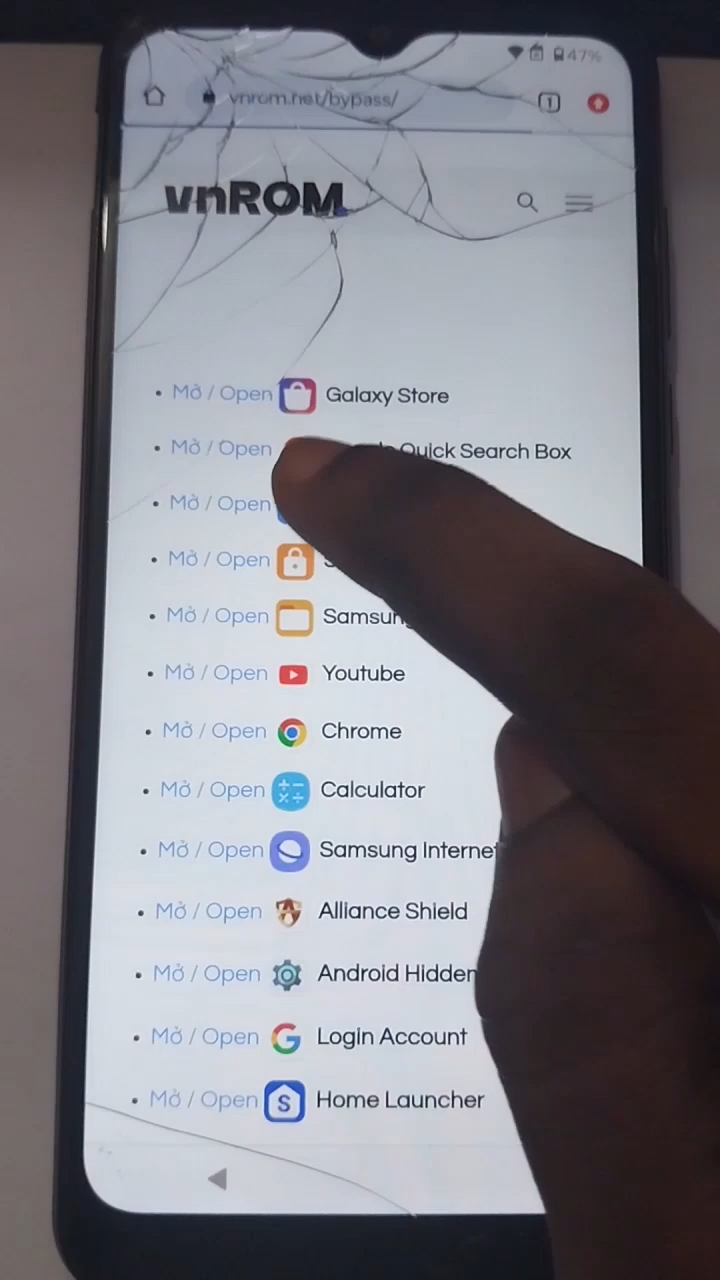 47%
vnrom.net/bypass/
1
vnROM
Mở / Open Galaxy Store
Mở / Open Quick Search Box
Mở / Open
Mở / Open
Mở / Open
Mở / Open Youtube
Mở / Open Chrome
Mở / Open Calculator
Mở / Open Samsung Internet
Mở / Open Alliance Shield
Mở / Open Android Hidden
Mở / Open Login Account
Mở / Open S Home Launcher